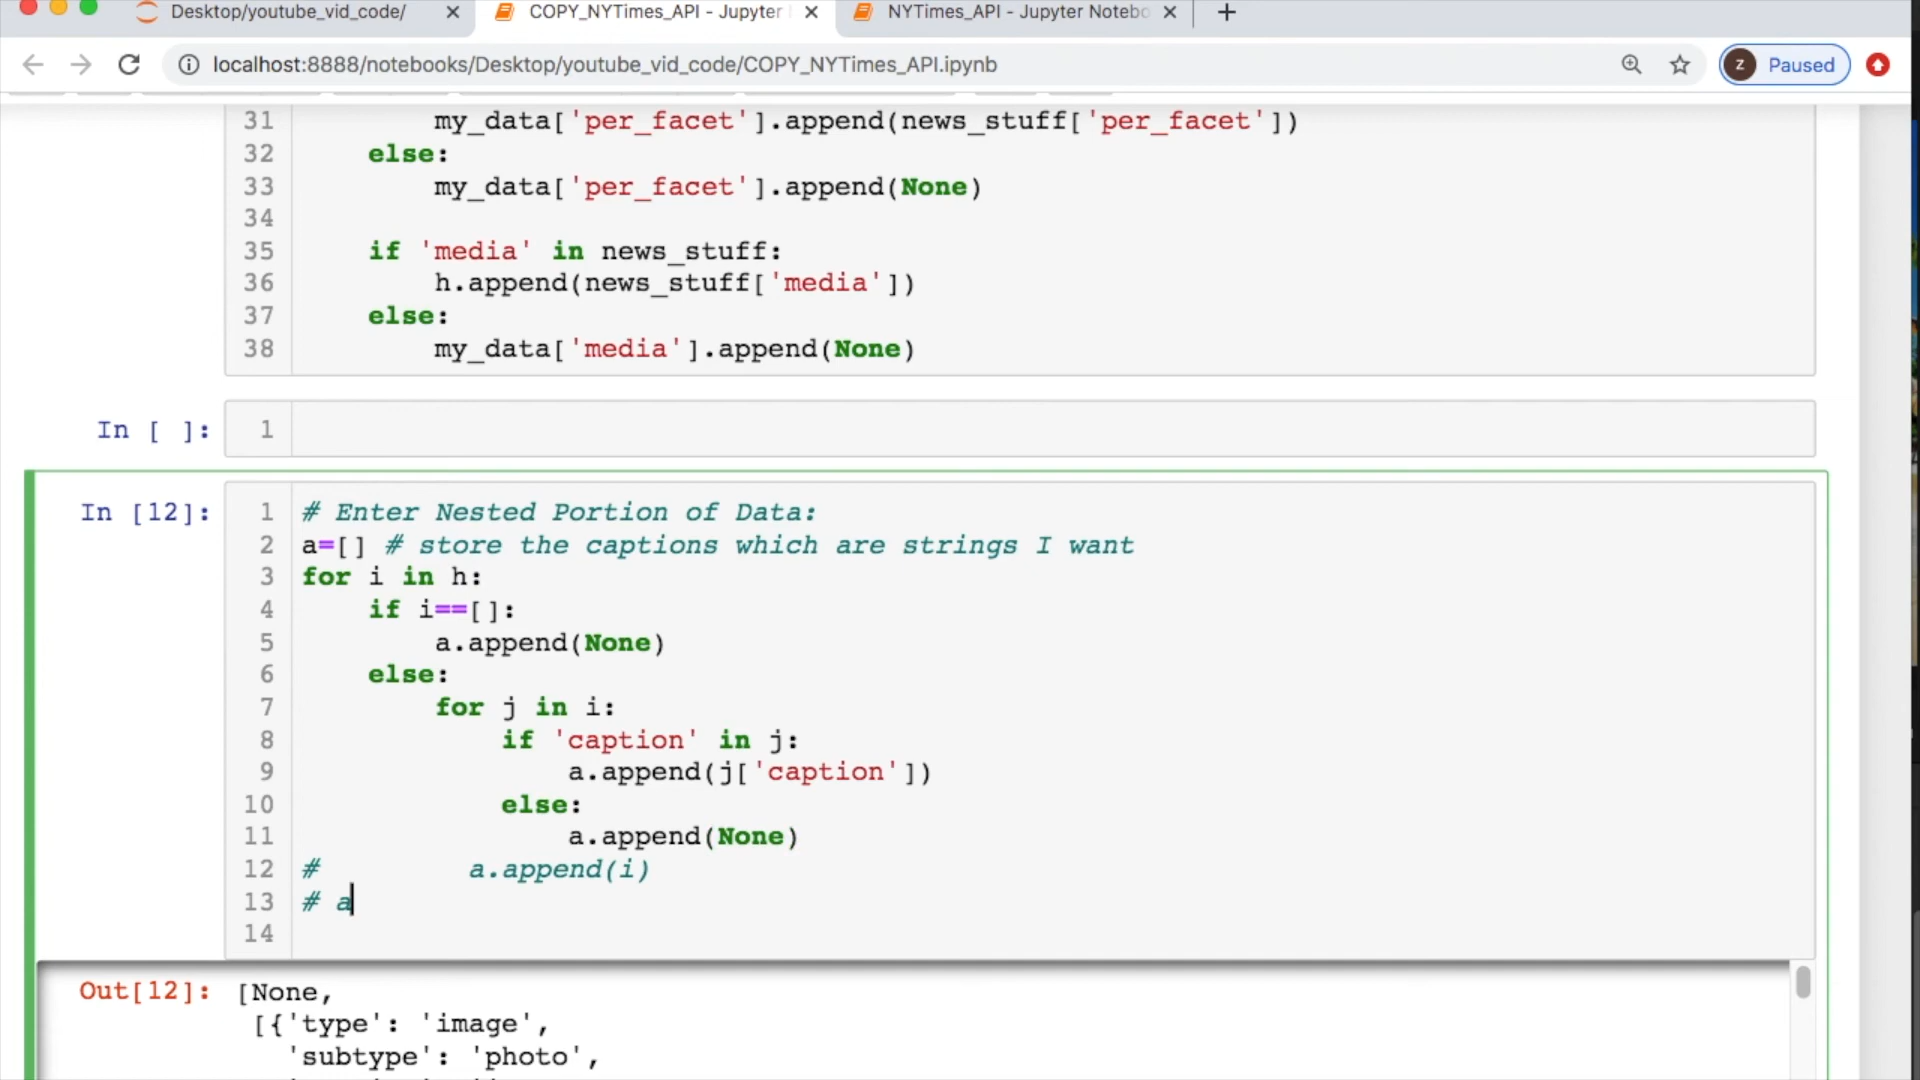 Desktop/youtube_vid_code/
COPY_NYTimes_API - Jupyter
NYTimes_API - Jupyter Notebo
localhost:8888/notebooks/Desktop/youtube_vid_code/COPY_NYTimes_API.ipynb
Z Paused
31 my_data['per_facet'].append(news_stuff['per_facet'])
32 else:
33 my_data['per_facet'].append(None)
34
35 if 'media' in news_stuff:
36 h.append(news_stuff['media'])
37 else:
38 my_data['media'].append(None)
In [ ]: 1
In [12]: 1 # Enter Nested Portion of Data:
2 a=[] # store the captions which are strings I want
3 for i in h:
4 if i==[]:
5 a.append(None)
6 else:
7 for j in i:
8 if 'caption' in j:
9 a.append(j['caption'])
10 else:
11 a.append(None)
12 # a.append(i)
13 # a
14
Out[12]: [None,
[{'type': 'image',
'subtype': 'photo',